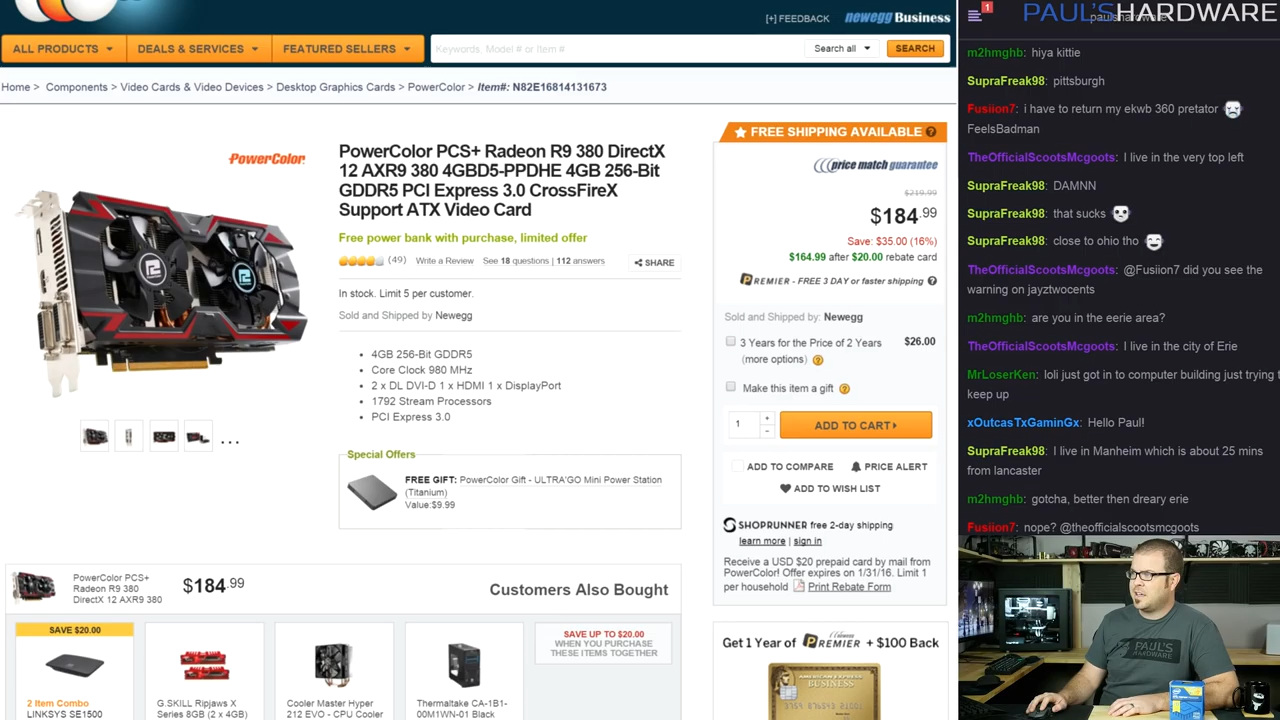 [+] FEEDBACK
newegg Business
ALL PRODUCTS
DEALS & SERVICES
FEATURED SELLERS
Keywords, Model # or Item #
Search all
SEARCH
Home > Components > Video Cards & Video Devices > Desktop Graphics Cards > PowerColor > Item#: N82E16814131673
PowerColor
PowerColor PCS+ Radeon R9 380 DirectX
12 AXR9 380 4GBD5-PPDHE 4GB 256-Bit
GDDR5 PCI Express 3.0 CrossFireX
Support ATX Video Card
Free power bank with purchase, limited offer
(49) Write a Review See 18 questions | 112 answers
SHARE
In stock. Limit 5 per customer.
Sold and Shipped by Newegg
• 4GB 256-Bit GDDR5
• Core Clock 980 MHz
• 2 x DL DVI-D 1 x HDMI 1 x DisplayPort
• 1792 Stream Processors
• PCI Express 3.0
...
Special Offers
FREE GIFT: PowerColor Gift - ULTRA'GO Mini Power Station
(Titanium)
Value:$9.99
FREE SHIPPING AVAILABLE ?
price match guarantee
$219.99
$184.99
Save: $35.00 (16%)
$164.99 after $20.00 rebate card
PREMIER - FREE 3 DAY or faster shipping ?
Sold and Shipped by: Newegg
3 Years for the Price of 2 Years $26.00
(more options) ?
Make this item a gift ?
1
+
-
ADD TO CART
ADD TO COMPARE
PRICE ALERT
ADD TO WISH LIST
SHOPRUNNER free 2-day shipping
learn more | sign in
Receive a USD $20 prepaid card by mail from
PowerColor! Offer expires on 1/31/16. Limit 1
per household Print Rebate Form
PowerColor PCS+
Radeon R9 380
DirectX 12 AXR9 380
$184.99
Customers Also Bought
SAVE $20.00
2 Item Combo
LINKSYS SE1500
G.SKILL Ripjaws X
Series 8GB (2 x 4GB)
Cooler Master Hyper
212 EVO - CPU Cooler
Thermaltake CA-1B1-
00M1WN-01 Black
SAVE UP TO $20.00
WHEN YOU PURCHASE
THESE ITEMS TOGETHER
Get 1 Year of PREMIER + $100 Back
AMERICAN EXPRESS
BUSINESS
1
PAUL'S HARDWARE
paulshardware
m2hmghb: hiya kittie
SupraFreak98: pittsburgh
Fusiion7: i have to return my ekwb 360 pretator
FeelsBadman
TheOfficialScootsMcgoots: I live in the very top left
SupraFreak98: DAMNN
SupraFreak98: that sucks
SupraFreak98: close to ohio tho
TheOfficialScootsMcgoots: @Fusiion7 did you see the
warning on jayztwocents
m2hmghb: are you in the eerie area?
TheOfficialScootsMcgoots: I live in the city of Erie
MrLoserKen: loli just got in to computer building just trying t
keep up
xOutcasTxGaminGx: Hello Paul!
SupraFreak98: I live in Manheim which is about 25 mins
from lancaster
m2hmghb: gotcha, better then dreary erie
Fusiion7: nope? @theofficialscootsmcgoots
PAUL'S
HARDWARE